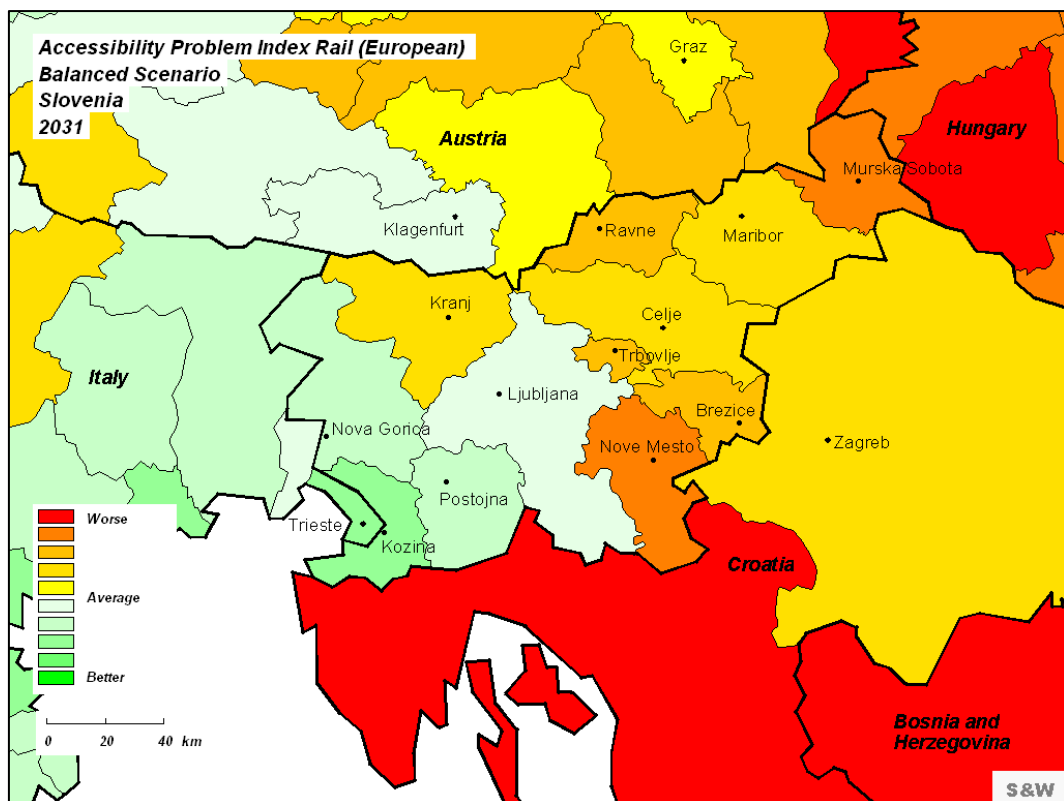 Accessibility Problem Index Rail (European)
Balanced Scenario
Slovenia
2031
Graz
Austria
Hungary
Murska Sobota
Klagenfurt
Ravne
Maribor
Kranj
Celje
Trbovlje
Italy
Ljubljana
Brezice
Nova Gorica
Nove Mesto
Zagreb
Postojna
Trieste
Kozina
Croatia
Worse
Average
Better
0 20 40 km
Bosnia and
Herzegovina
S&W